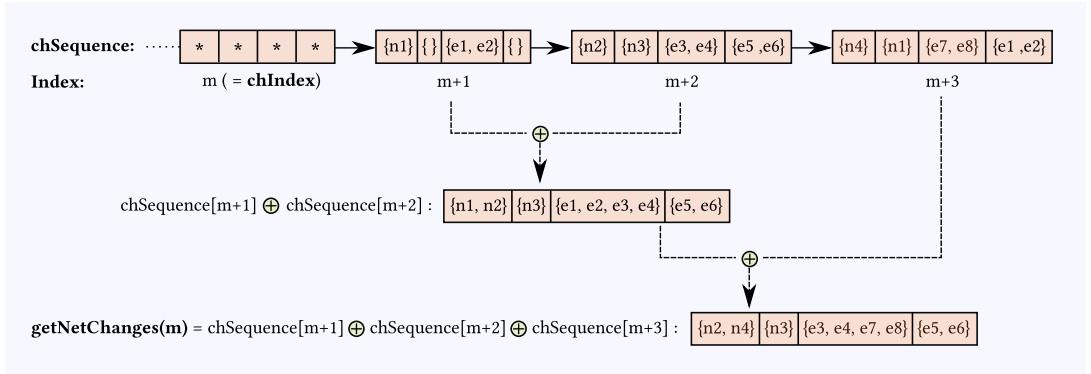 chSequence: * * * * {n1} { } {e1, e2} { } {n2} {n3} {e3, e4} {e5 ,e6} {n4} {n1} {e7, e8} {e1 ,e2}
Index: m ( = chIndex) m+1 m+2 m+3
⊕
chSequence[m+1] ⊕ chSequence[m+2] : {n1, n2} {n3} {e1, e2, e3, e4} {e5, e6}
⊕
getNetChanges(m) = chSequence[m+1] ⊕ chSequence[m+2] ⊕ chSequence[m+3] : {n2, n4} {n3} {e3, e4, e7, e8} {e5, e6}